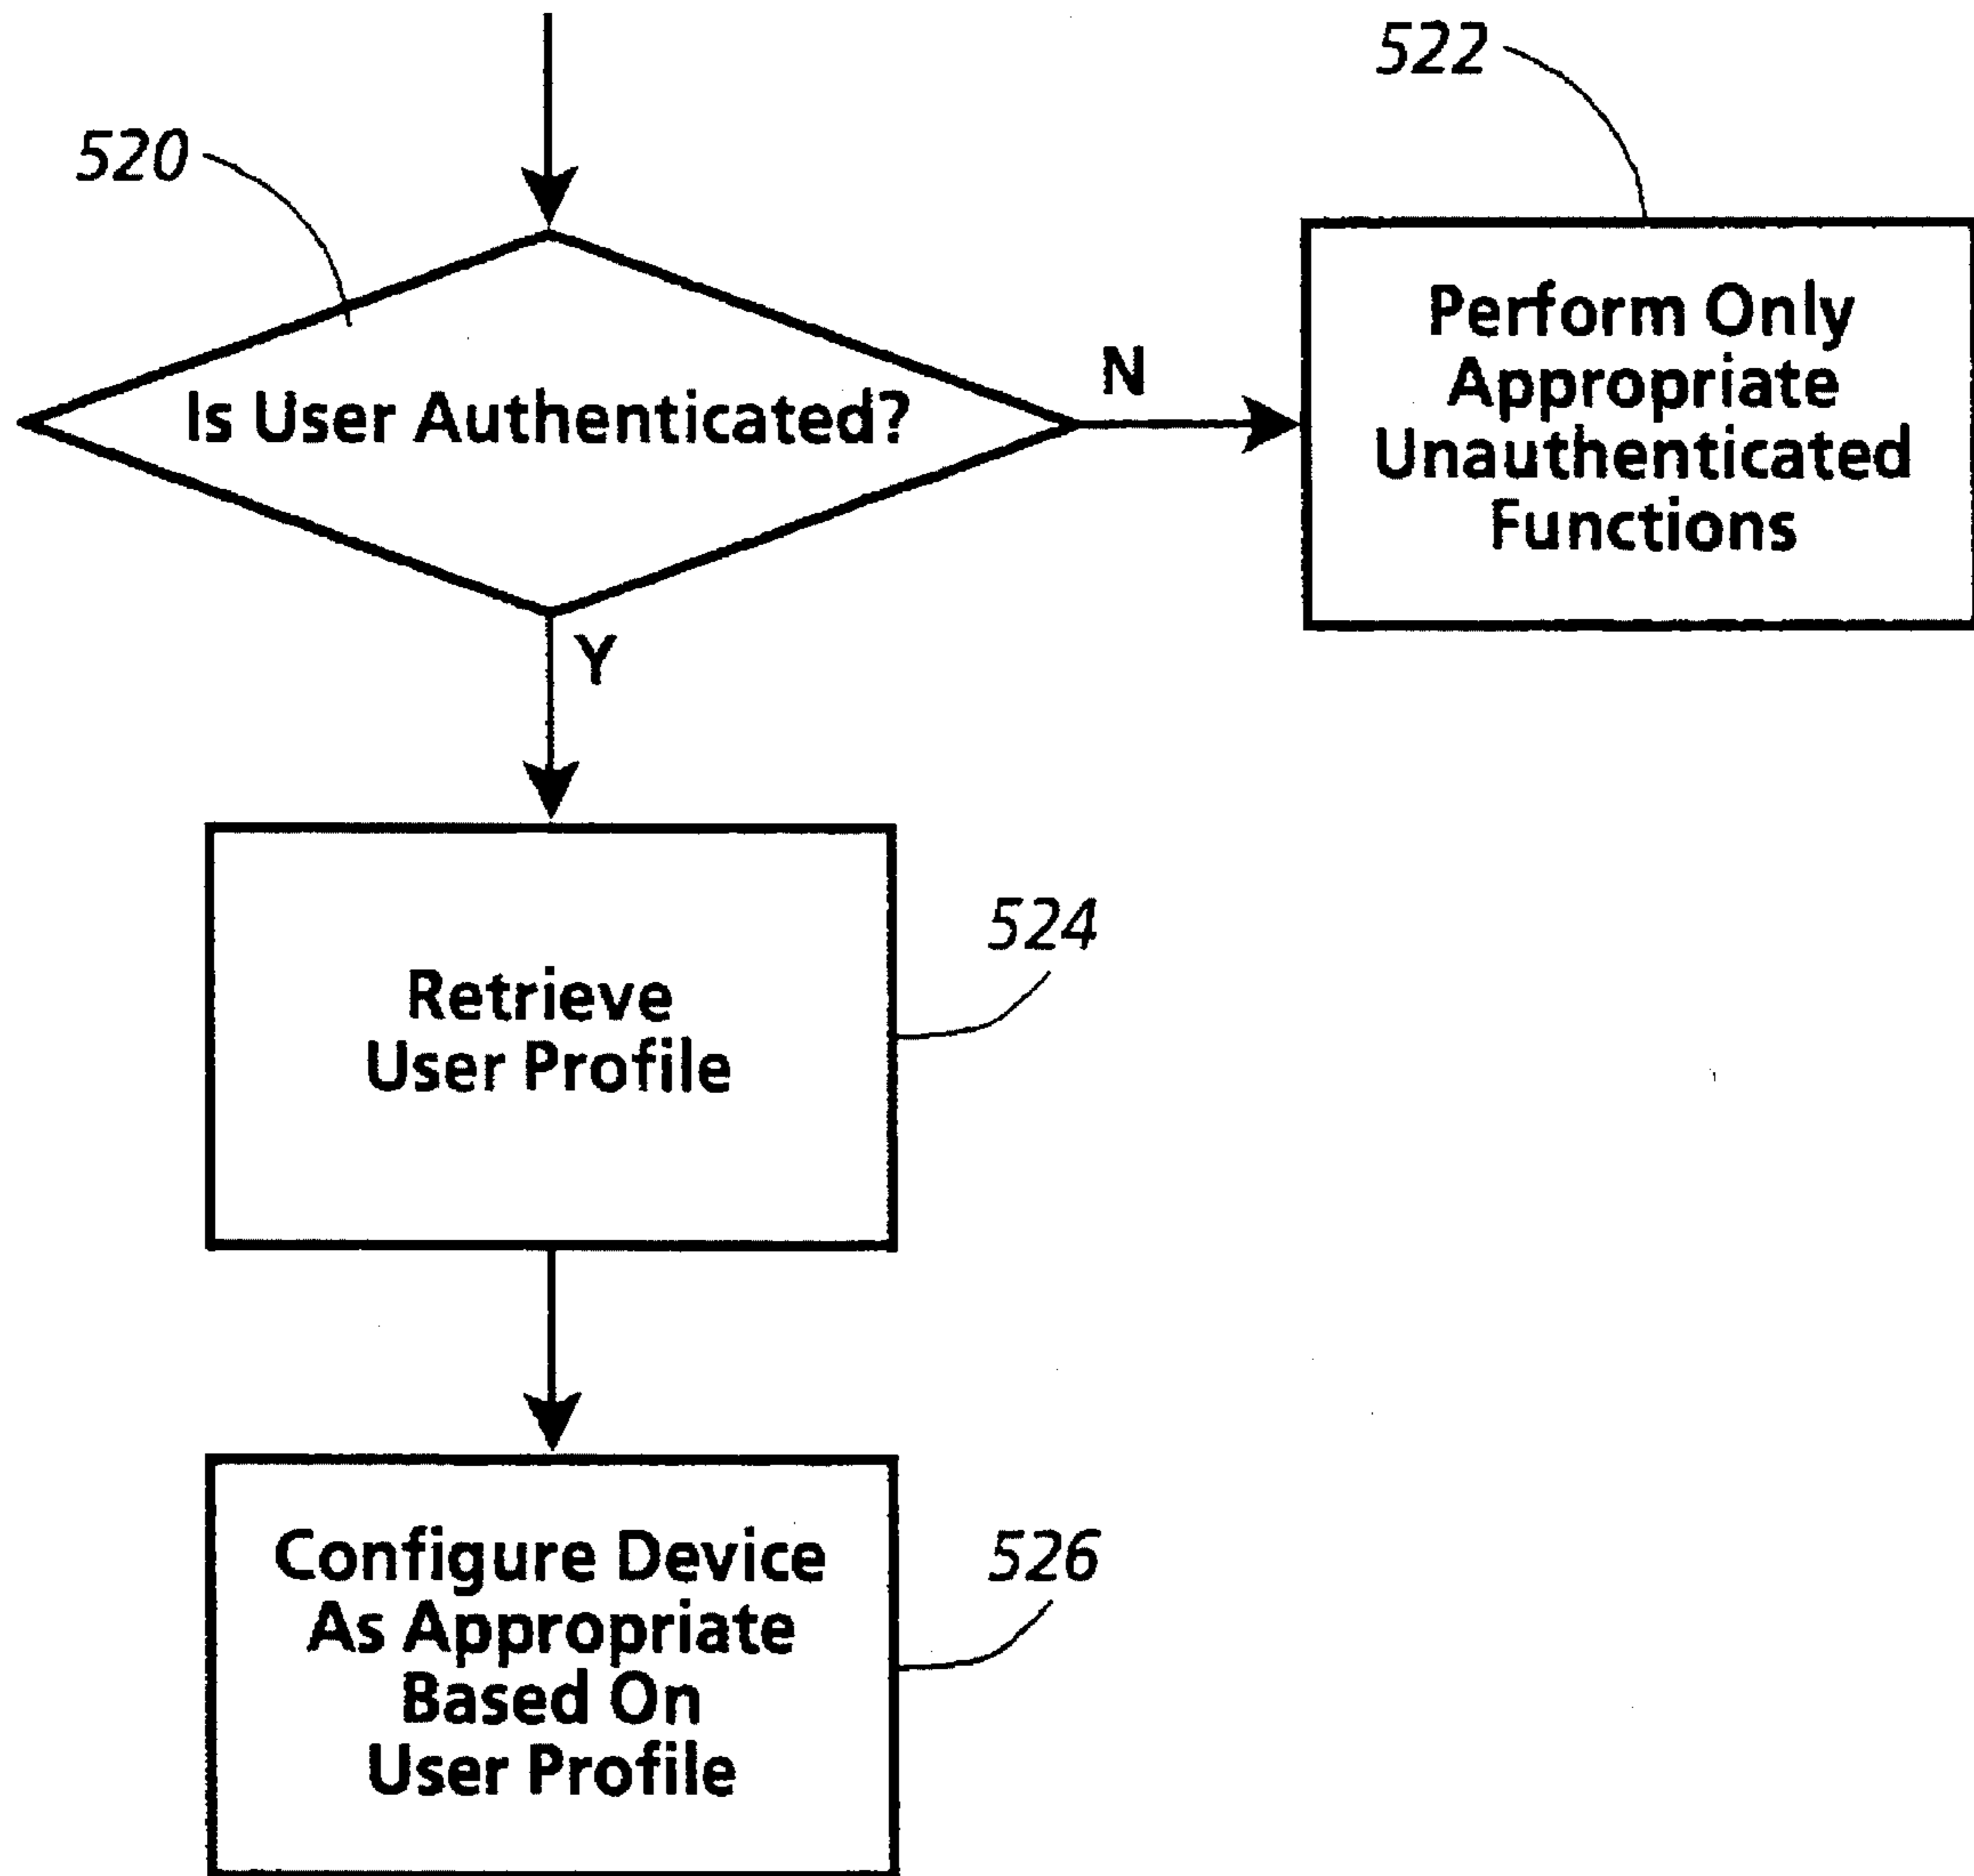 522
520
Is User Authenticated?
N
Perform Only
Appropriate
Unauthenticated
Functions
Y
524
Retrieve
User Profile
526
Configure Device
As Appropriate
Based On
User Profile